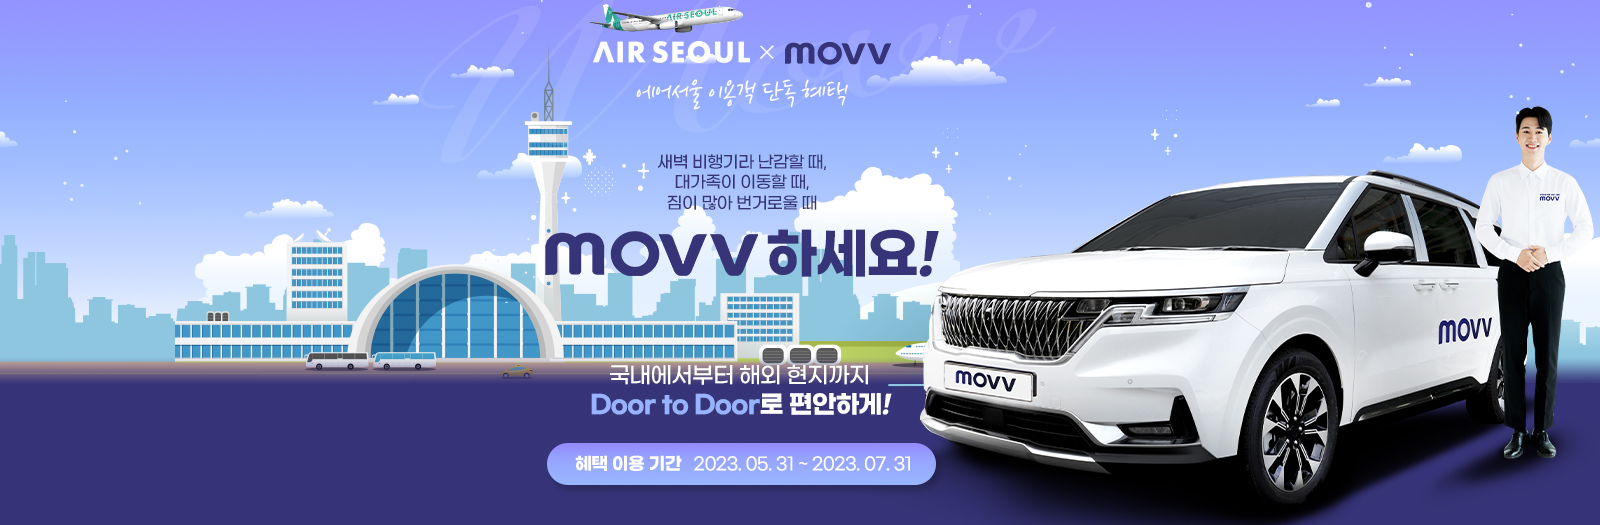 AIR SEOUL
AIR SEOUL × movv
에어서울 이용객 단독 혜택
새벽 비행기라 난감할 때,
대가족이 이동할 때,
짐이 많아 번거로울 때
movv 하세요!
국내에서부터 해외 현지까지
Door to Door로 편안하게!
혜택 이용 기간 2023. 05. 31 ~ 2023. 07. 31
movv
movv
movv
Movv